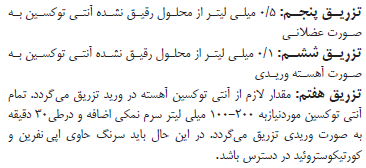 تزریق پنجم: ۰/۵ میلی لیتر از محلول رقیق نشده آنتی توکسین به
صورت عضلانی
تزریق ششم: ۰/۱ میلی لیتر از محلول رقیق نشده آنتی توکسین به
صورت آهسته وریدی
تزریق هفتم: مقدار لازم از آنتی توکسین آهسته در ورید تزریق می‌گردد. تمام
آنتی توکسین موردنیازبه ۲۰۰-۱۰۰ میلی لیتر سرم نمکی اضافه و درطی۳۰ دقیقه
به صورت وریدی تزریق می‌گردد. در این حال باید سرنگ حاوی اپی نفرین و
کورتیکوستروئید در دسترس باشد.